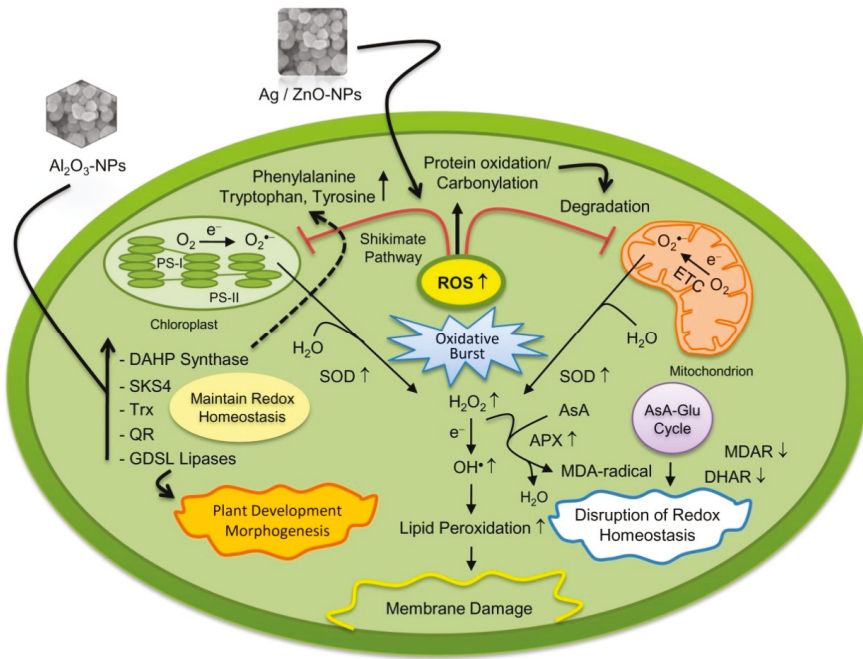 Ag / ZnO-NPs
Al₂O₃-NPs
Phenylalanine
Tryptophan, Tyrosine
Protein oxidation/
Carbonylation
Degradation
O₂ e⁻ O₂•−
PS-I
PS-II
Chloroplast
Shikimate
Pathway
ROS ↑
O₂•−
e⁻
O₂
ETC
Mitochondrion
Oxidative
Burst
H₂O
SOD ↑
H₂O
SOD ↑
- DAHP Synthase
- SKS4
- Trx
- QR
- GDSL Lipases
Maintain Redox
Homeostasis
Plant Development
Morphogenesis
H₂O₂ ↑
e⁻
OH• ↑
Lipid Peroxidation ↑
Membrane Damage
AsA
APX ↑
MDA-radical
H₂O
AsA-Glu
Cycle
MDAR ↓
DHAR ↓
Disruption of Redox
Homeostasis